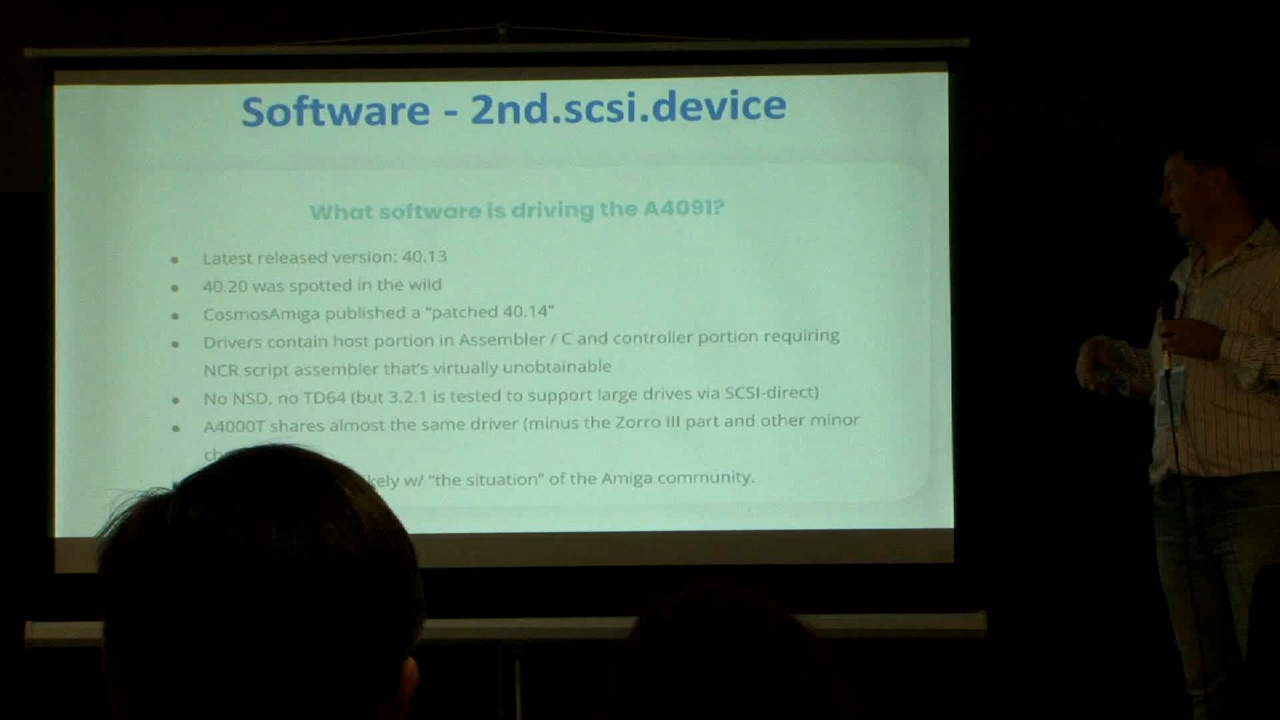 Software - 2nd.scsi.device
What software is driving the A4091?
● Latest released version: 40.13
● 40.20 was spotted in the wild
● CosmosAmiga published a “patched 40.14”
● Drivers contain host portion in Assembler / C and controller portion requiring
NCR script assembler that's virtually unobtainable
● No NSD, no TD64 (but 3.2.1 is tested to support large drives via SCSI-direct)
● A4000T shares almost the same driver (minus the Zorro III part and other minor
w/ “the situation” of the Amiga community.